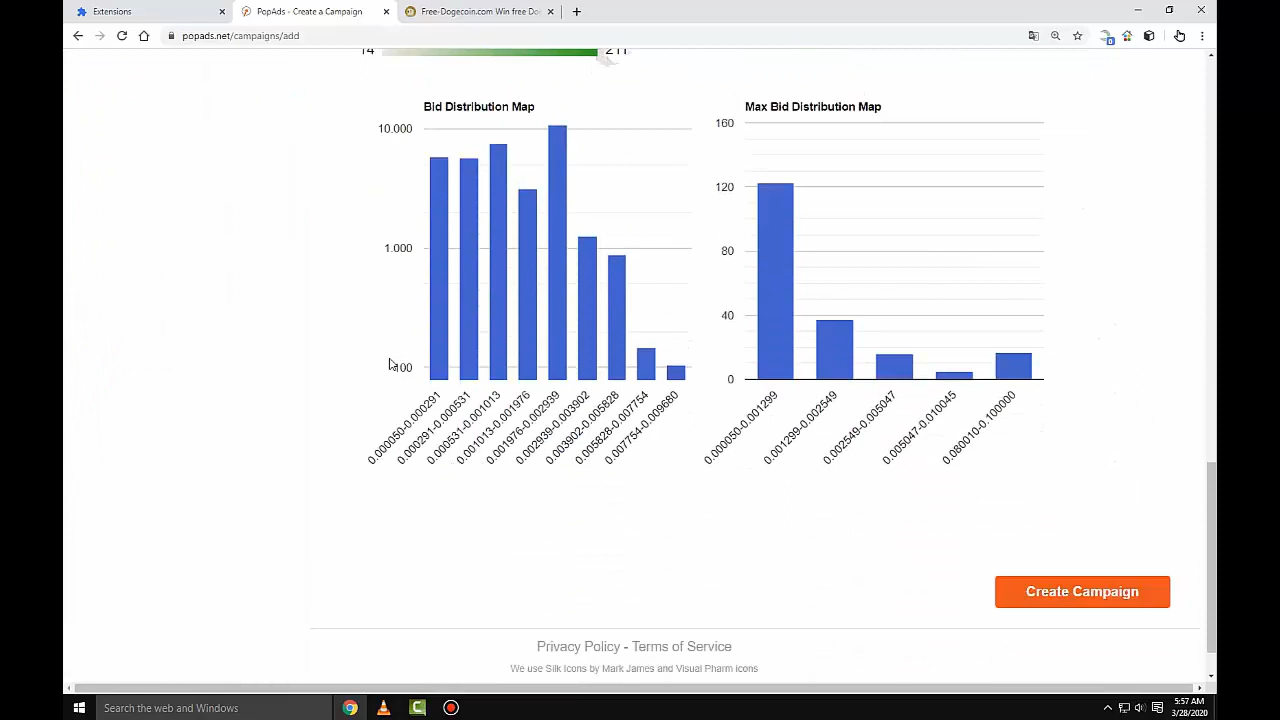 Extensions
PopAds - Create a Campaign
Free-Dogecoin.com Win free Do
popads.net/campaigns/add
0
14
211
Bid Distribution Map
10.000
1.000
100
0.000050-0.000291
0.000291-0.000531
0.000531-0.001013
0.001013-0.001976
0.001976-0.002939
0.002939-0.003902
0.003902-0.005828
0.005828-0.007754
0.007754-0.009680
Max Bid Distribution Map
160
120
80
40
0
0.000050-0.001299
0.001299-0.002549
0.002549-0.005047
0.005047-0.010045
0.080010-0.100000
Create Campaign
Privacy Policy - Terms of Service
We use Silk Icons by Mark James and Visual Pharm icons
Search the web and Windows
5:57 AM
3/28/2020